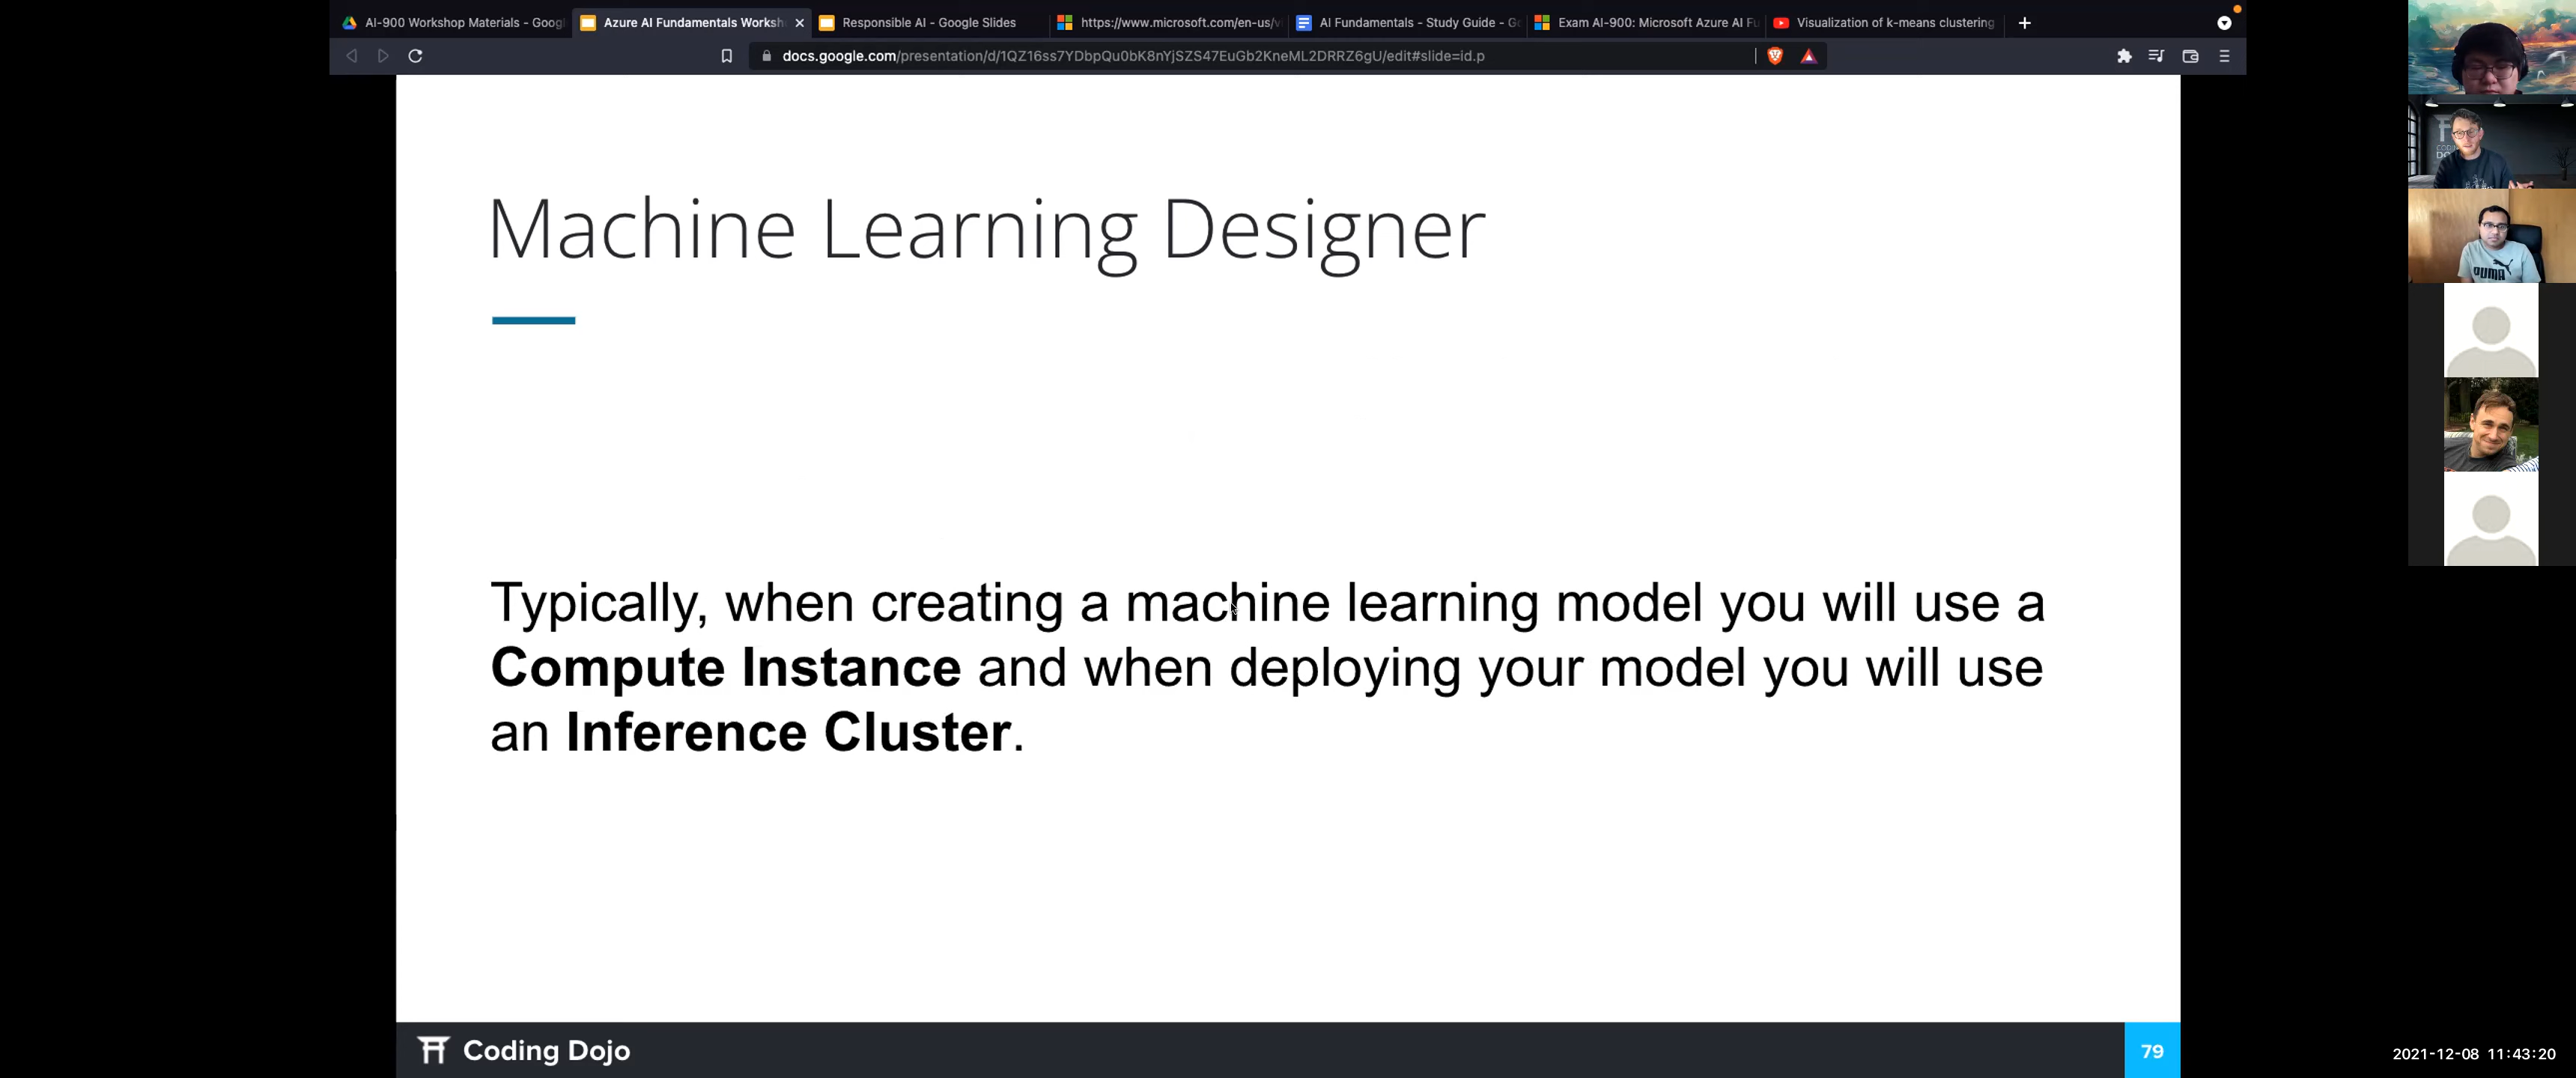 AI-900 Workshop Materials - Googl
Azure AI Fundamentals Worksh
Responsible AI - Google Slides
https://www.microsoft.com/en-us/vi
AI Fundamentals - Study Guide - Go
Exam AI-900: Microsoft Azure AI Fu
Visualization of k-means clustering
docs.google.com/presentation/d/1QZ16ss7YDbpQu0bK8nYjSZS47EuGb2KneML2DRRZ6gU/edit#slide=id.p
Machine Learning Designer
Typically, when creating a machine learning model you will use a
Compute Instance and when deploying your model you will use
an Inference Cluster.
Coding Dojo
79
PUMA
2021-12-08 11:43:20